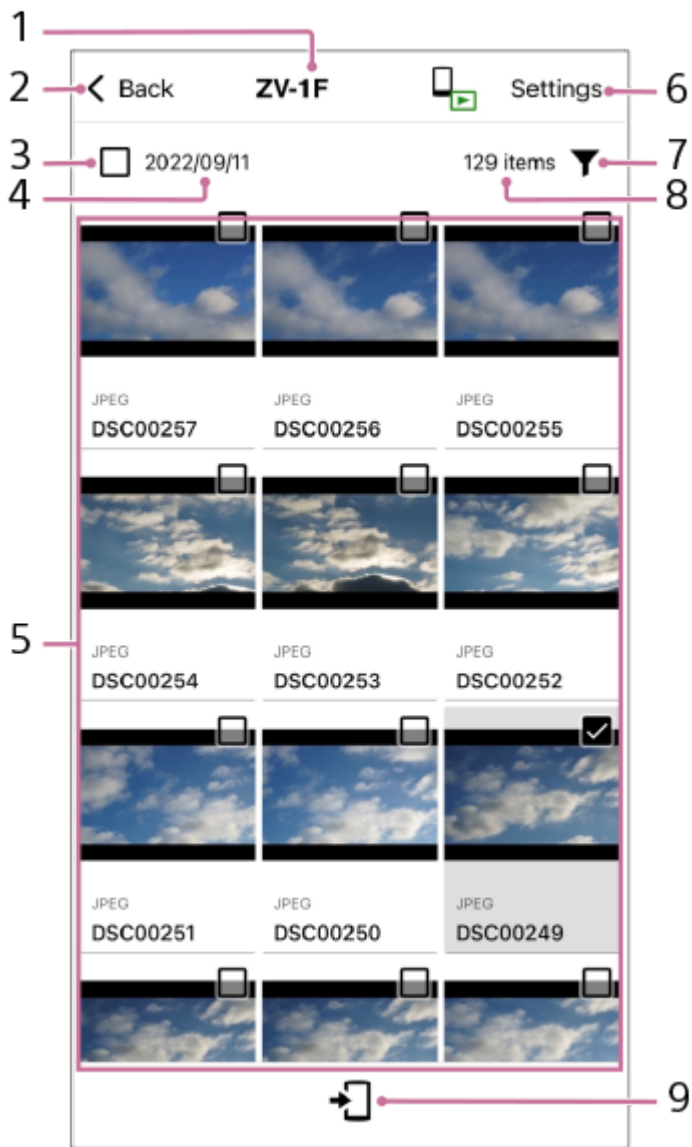 1
2 Back ZV-1F Settings 6
3 2022/09/11 129 items 7
4 8
JPEG JPEG JPEG
DSC00257 DSC00256 DSC00255
5
JPEG JPEG JPEG
DSC00254 DSC00253 DSC00252
JPEG JPEG JPEG
DSC00251 DSC00250 DSC00249
9